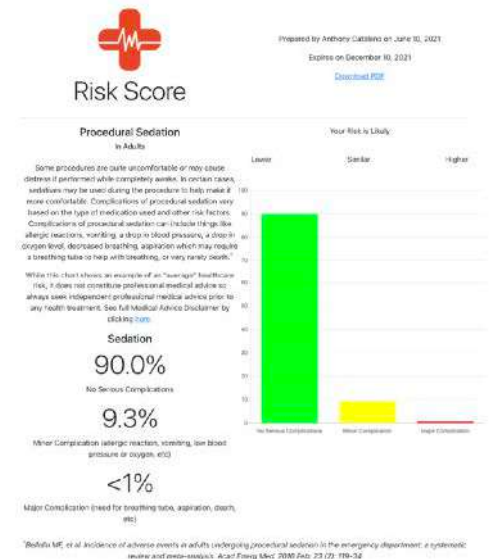 Prepared by Anthony Catalano on June 10, 2021
Expires on December 10, 2021
Download PDF
Risk Score
Procedural Sedation
in Adults
Some procedures are quite uncomfortable or may cause
distress if performed while completely awake. In certain cases,
sedatives may be used during the procedure to help make it
more comfortable. Complications of procedural sedation vary
based on the type of medication used and other risk factors.
Complications of procedural sedation can include things like
allergic reactions, vomiting, a drop in blood pressure, a drop in
oxygen level, decreased breathing, aspiration which may require
a breathing tube to help with breathing, or very rarely death.*
While this chart shows an example of an "average" healthcare
risk, it does not constitute professional medical advice so
always seek independent professional medical advice prior to
any health treatment. See full Medical Advice Disclaimer by
clicking here
Sedation
90.0%
No Serious Complications
9.3%
Minor Complication (allergic reaction, vomiting, low blood
pressure or oxygen, etc)
<1%
Major Complication (need for breathing tube, aspiration, death,
etc)
Your Risk is Likely
Lower Similar Higher
100
90
80
70
60
50
40
30
20
10
0
No Serious Complications Minor Complication Major Complication
MF, et al. Incidence of adverse events in adults undergoing procedural sedation in the emergency department: a systematic
review and meta-analysis. Acad Emerg Med. 2016 Feb; 23 (2): 119-34